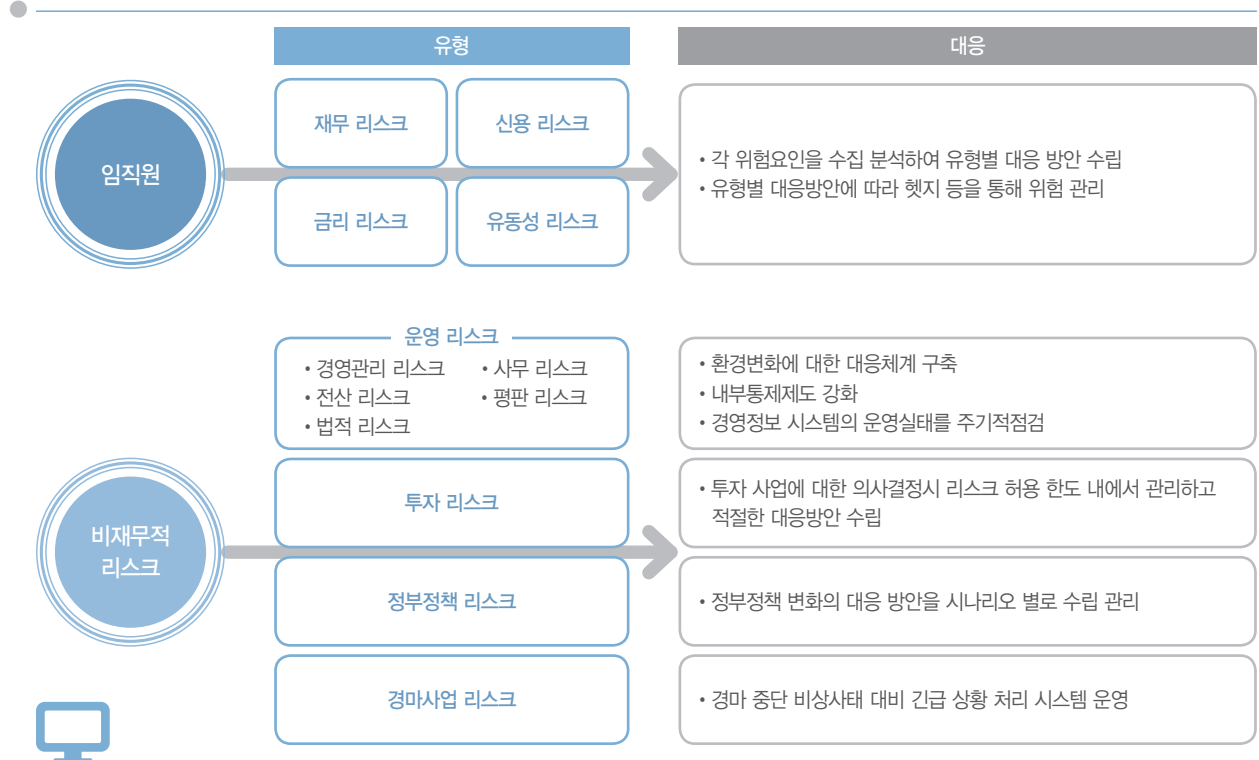 유형
대응
임직원
재무 리스크
신용 리스크
금리 리스크
유동성 리스크
• 각 위험요인을 수집 분석하여 유형별 대응 방안 수립
• 유형별 대응방안에 따라 헷지 등을 통해 위험 관리
비재무적
리스크
운영 리스크
• 경영관리 리스크
• 사무 리스크
• 전산 리스크
• 평판 리스크
• 법적 리스크
• 환경변화에 대한 대응체계 구축
• 내부통제제도 강화
• 경영정보 시스템의 운영실태를 주기적점검
투자 리스크
• 투자 사업에 대한 의사결정시 리스크 허용 한도 내에서 관리하고
적절한 대응방안 수립
정부정책 리스크
• 정부정책 변화의 대응 방안을 시나리오 별로 수립 관리
경마사업 리스크
• 경마 중단 비상사태 대비 긴급 상황 처리 시스템 운영